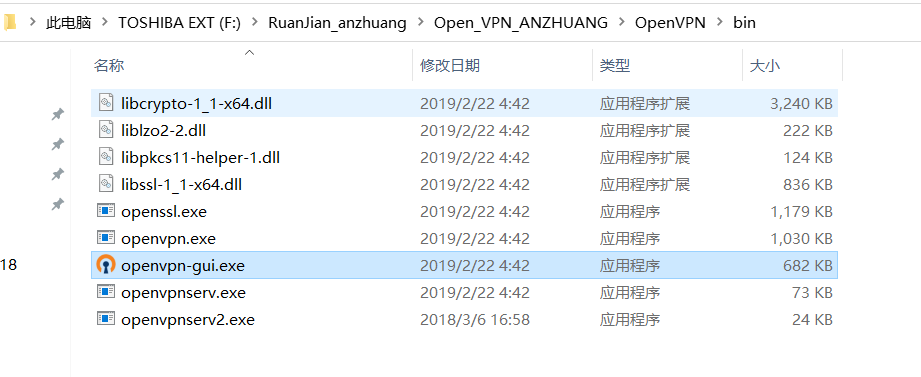 此电脑 › TOSHIBA EXT (F:) › RuanJian_anzhuang › Open_VPN_ANZHUANG › OpenVPN › bin
名称 修改日期 类型 大小
libcrypto-1_1-x64.dll 2019/2/22 4:42 应用程序扩展 3,240 KB
liblzo2-2.dll 2019/2/22 4:42 应用程序扩展 222 KB
libpkcs11-helper-1.dll 2019/2/22 4:42 应用程序扩展 124 KB
libssl-1_1-x64.dll 2019/2/22 4:42 应用程序扩展 836 KB
openssl.exe 2019/2/22 4:42 应用程序 1,179 KB
openvpn.exe 2019/2/22 4:42 应用程序 1,030 KB
18 openvpn-gui.exe 2019/2/22 4:42 应用程序 682 KB
openvpnserv.exe 2019/2/22 4:42 应用程序 73 KB
openvpnserv2.exe 2018/3/6 16:58 应用程序 24 KB